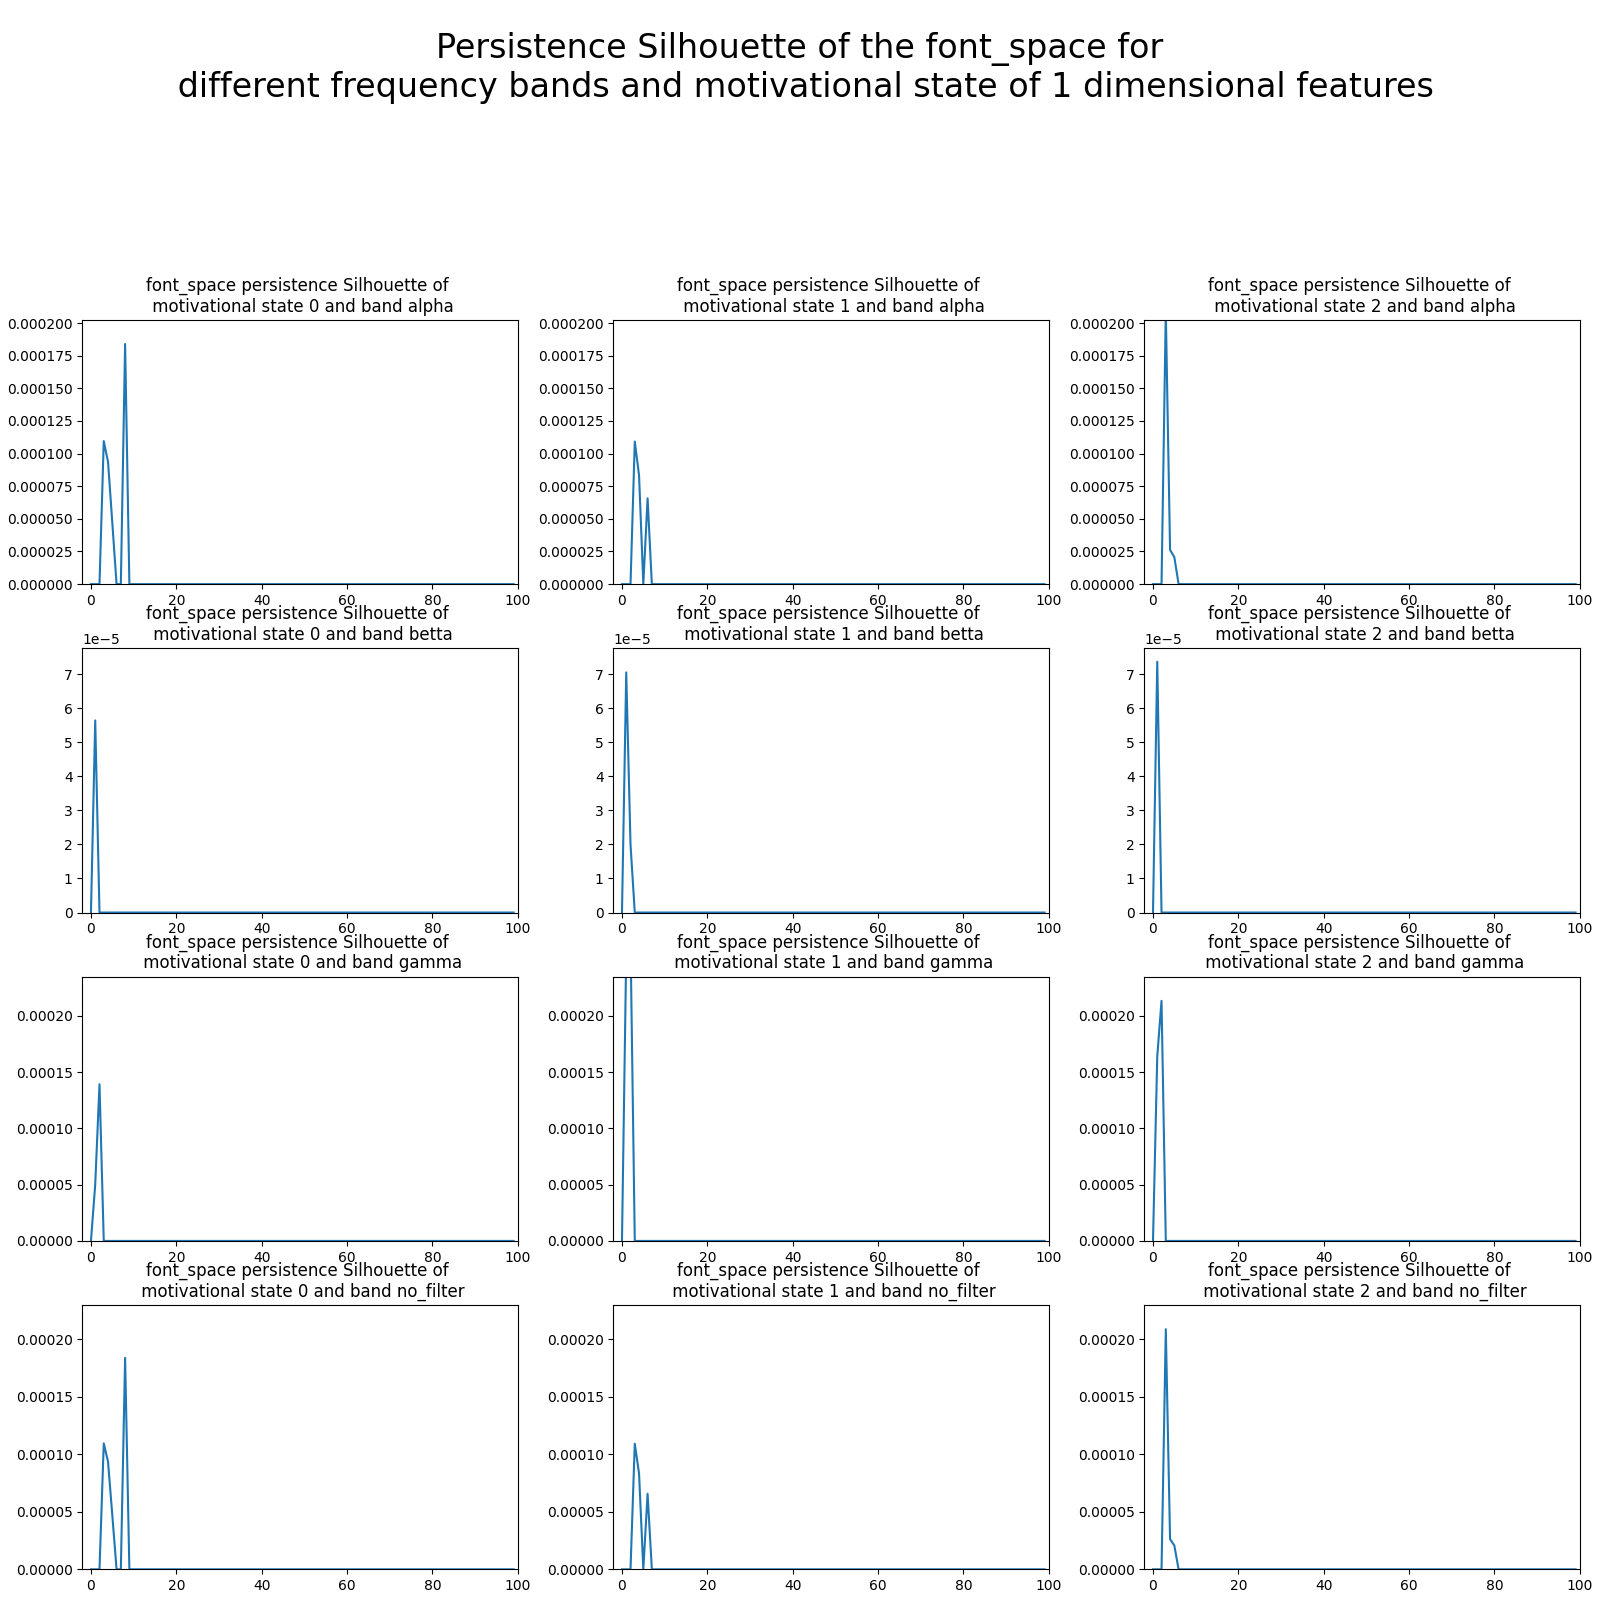 Persistence Silhouette of the font_space for
different frequency bands and motivational state of 1 dimensional features
font_space persistence Silhouette of
motivational state 0 and band alpha
0.000200
0.000175
0.000150
0.000125
0.000100
0.000075
0.000050
0.000025
0.000000
0 20 40 60 80 100
font_space persistence Silhouette of
motivational state 1 and band alpha
0.000200
0.000175
0.000150
0.000125
0.000100
0.000075
0.000050
0.000025
0.000000
0 20 40 60 80 100
font_space persistence Silhouette of
motivational state 2 and band alpha
0.000200
0.000175
0.000150
0.000125
0.000100
0.000075
0.000050
0.000025
0.000000
0 20 40 60 80 100
font_space persistence Silhouette of
motivational state 0 and band betta
1e−5
7
6
5
4
3
2
1
0
0 20 40 60 80 100
font_space persistence Silhouette of
motivational state 1 and band betta
1e−5
7
6
5
4
3
2
1
0
0 20 40 60 80 100
font_space persistence Silhouette of
motivational state 2 and band betta
1e−5
7
6
5
4
3
2
1
0
0 20 40 60 80 100
font_space persistence Silhouette of
motivational state 0 and band gamma
0.00020
0.00015
0.00010
0.00005
0.00000
0 20 40 60 80 100
font_space persistence Silhouette of
motivational state 1 and band gamma
0.00020
0.00015
0.00010
0.00005
0.00000
0 20 40 60 80 100
font_space persistence Silhouette of
motivational state 2 and band gamma
0.00020
0.00015
0.00010
0.00005
0.00000
0 20 40 60 80 100
font_space persistence Silhouette of
motivational state 0 and band no_filter
0.00020
0.00015
0.00010
0.00005
0.00000
0 20 40 60 80 100
font_space persistence Silhouette of
motivational state 1 and band no_filter
0.00020
0.00015
0.00010
0.00005
0.00000
0 20 40 60 80 100
font_space persistence Silhouette of
motivational state 2 and band no_filter
0.00020
0.00015
0.00010
0.00005
0.00000
0 20 40 60 80 100